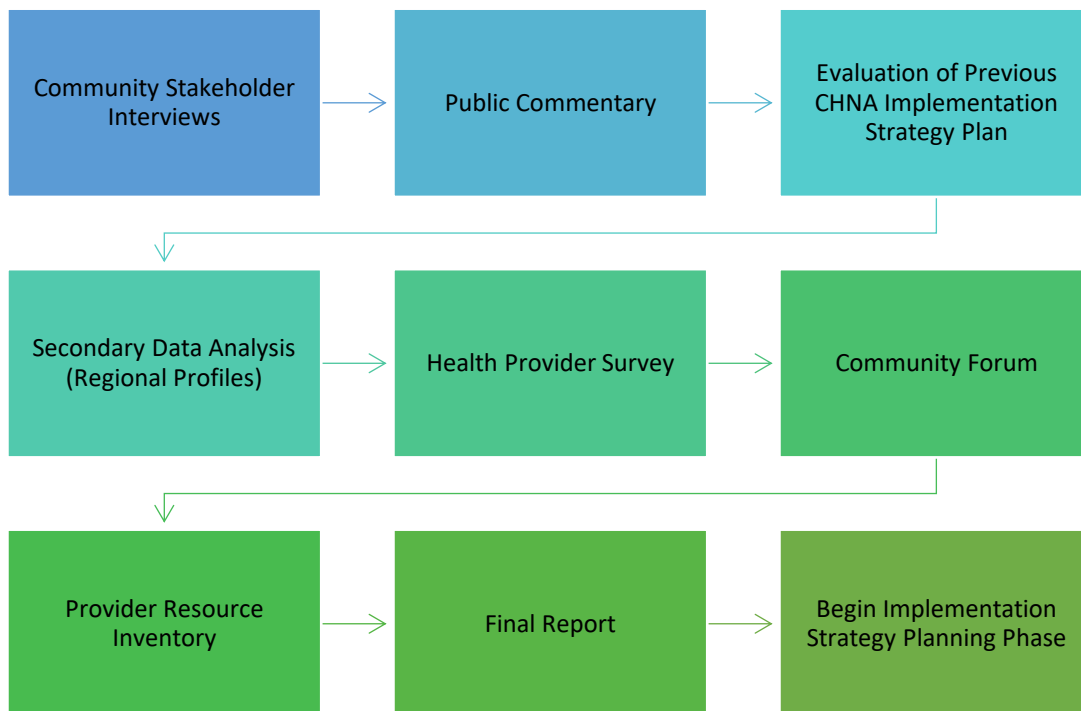 Community Stakeholder
Interviews
Public Commentary
Evaluation of Previous
CHNA Implementation
Strategy Plan
Secondary Data Analysis
(Regional Profiles)
Health Provider Survey
Community Forum
Provider Resource
Inventory
Final Report
Begin Implementation
Strategy Planning Phase